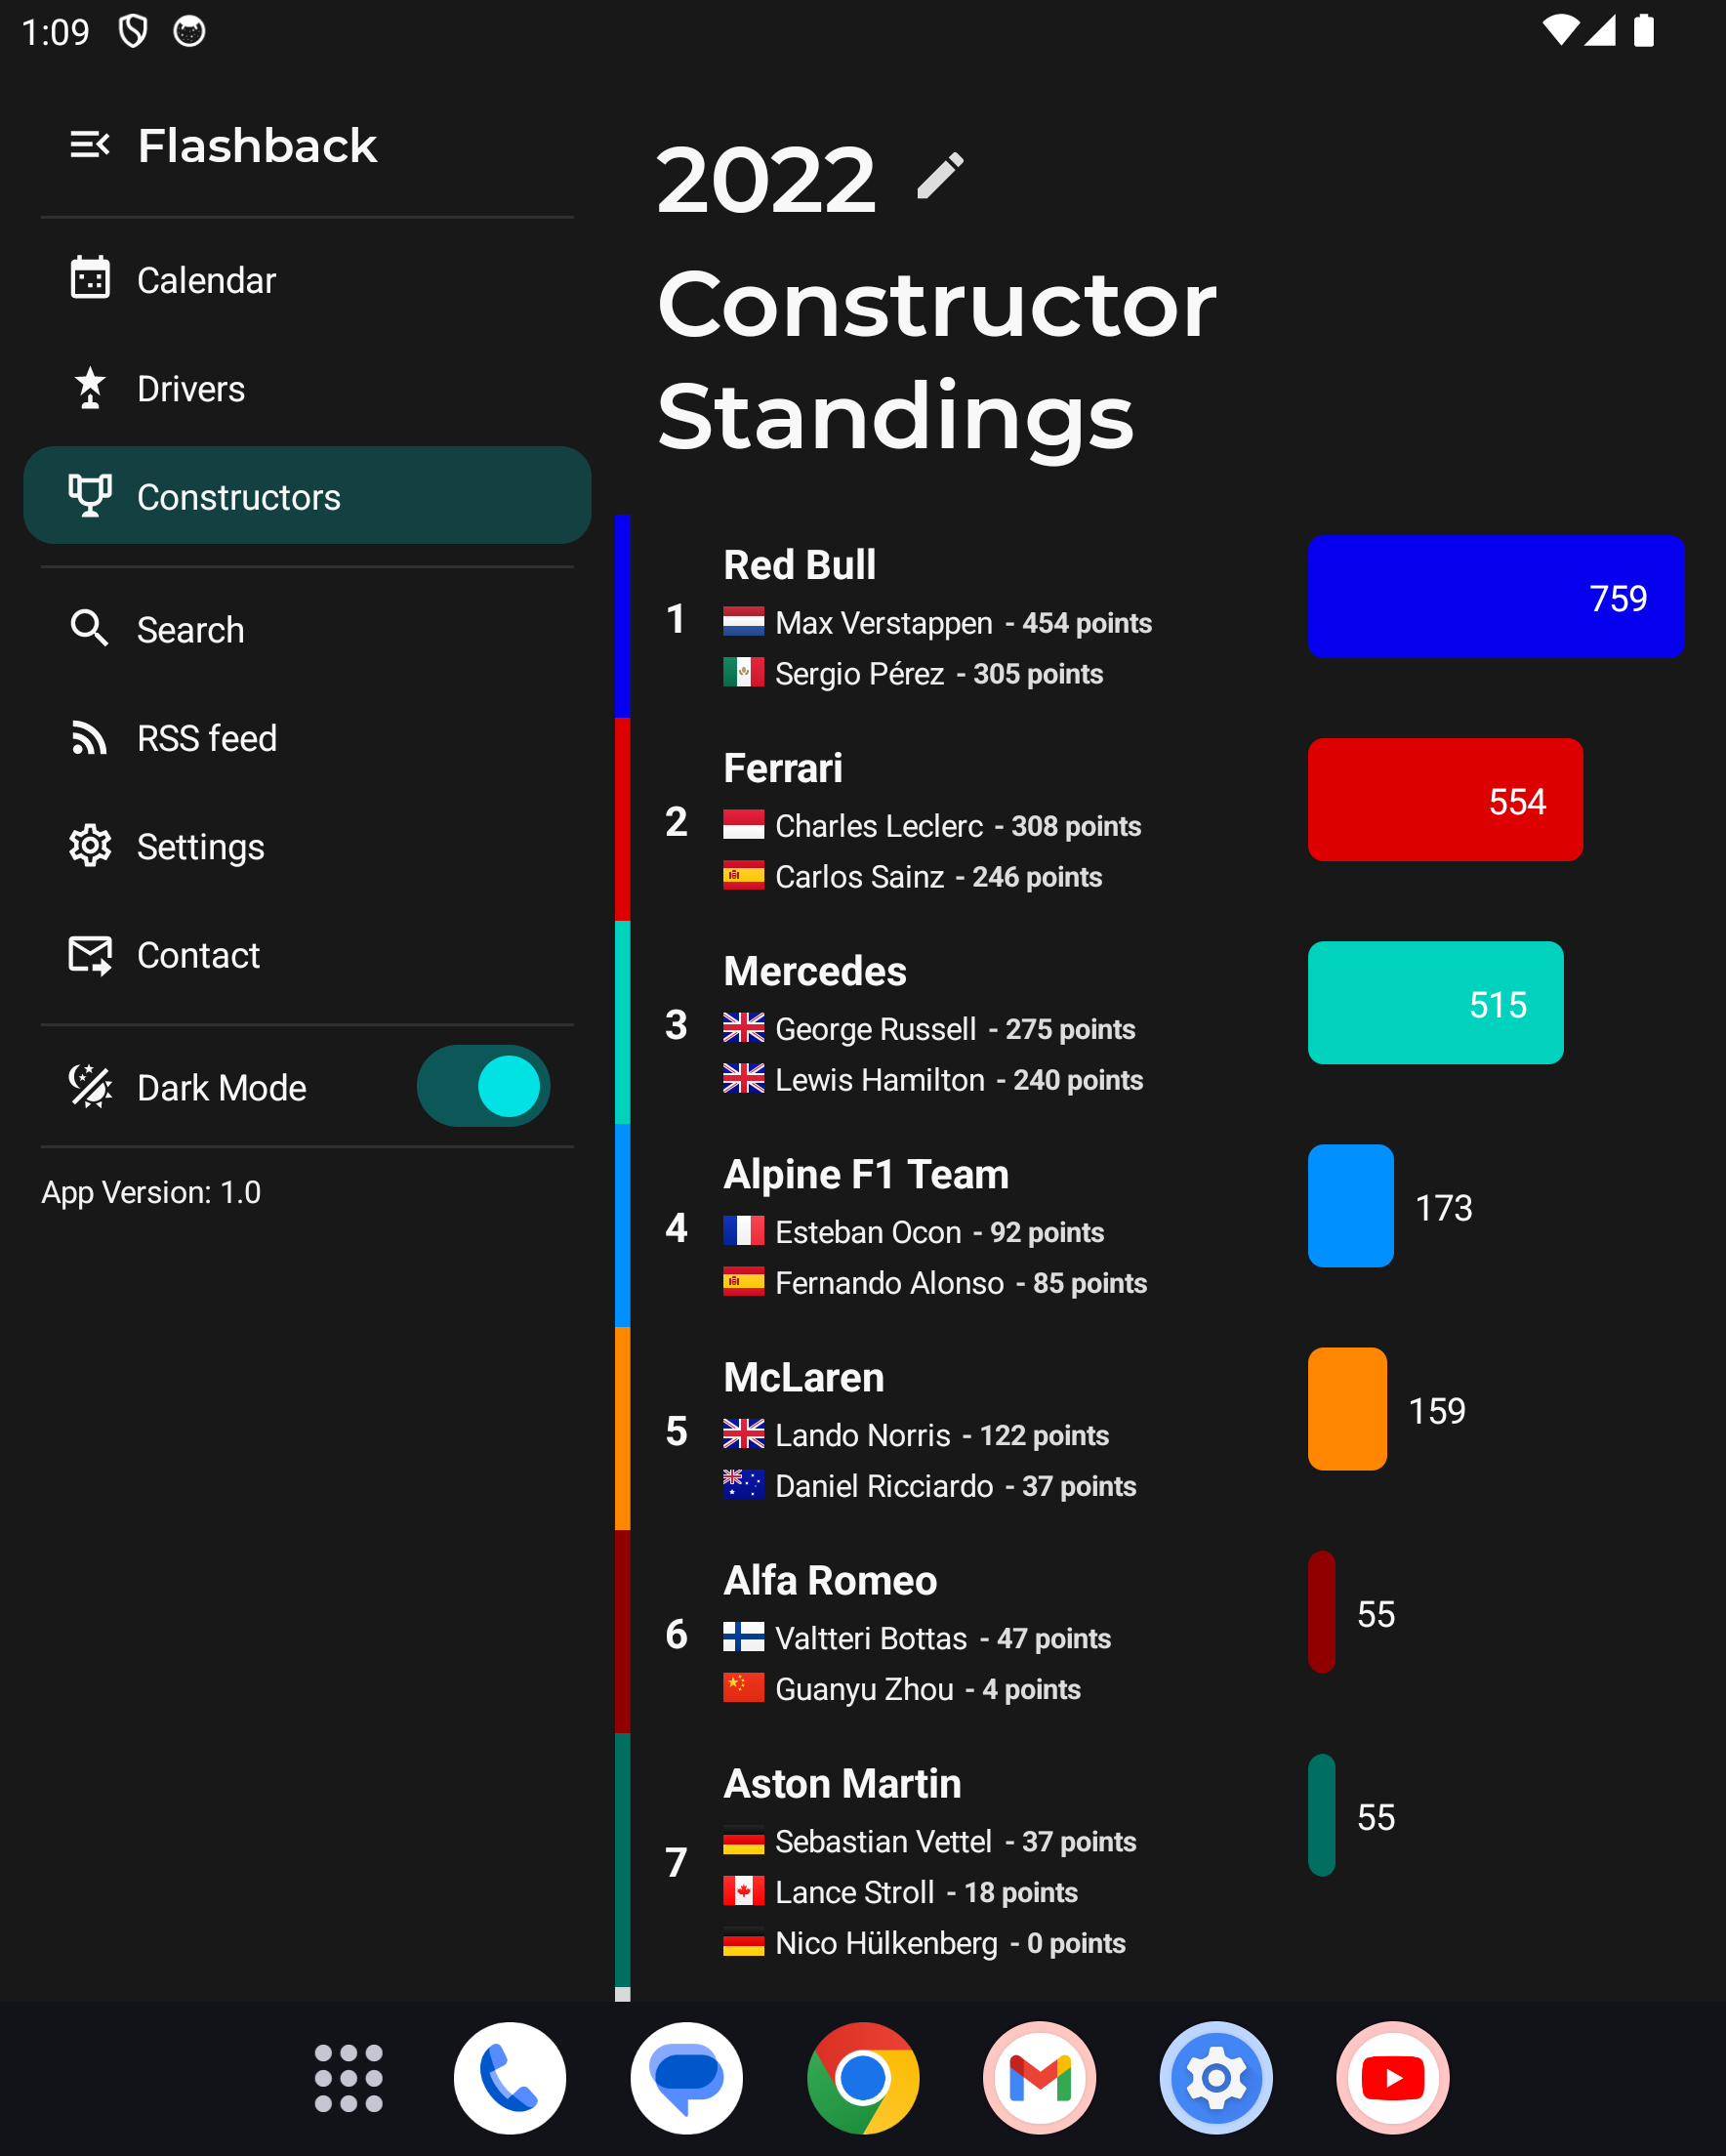 1:09
Flashback
Calendar
Drivers
Constructors
Search
RSS feed
Settings
Contact
Dark Mode
App Version: 1.0
2022
Constructor
Standings
1
Red Bull
Max Verstappen - 454 points
Sergio Pérez - 305 points
759
2
Ferrari
Charles Leclerc - 308 points
Carlos Sainz - 246 points
554
3
Mercedes
George Russell - 275 points
Lewis Hamilton - 240 points
515
4
Alpine F1 Team
Esteban Ocon - 92 points
Fernando Alonso - 85 points
173
5
McLaren
Lando Norris - 122 points
Daniel Ricciardo - 37 points
159
6
Alfa Romeo
Valtteri Bottas - 47 points
Guanyu Zhou - 4 points
55
7
Aston Martin
Sebastian Vettel - 37 points
Lance Stroll - 18 points
Nico Hülkenberg - 0 points
55